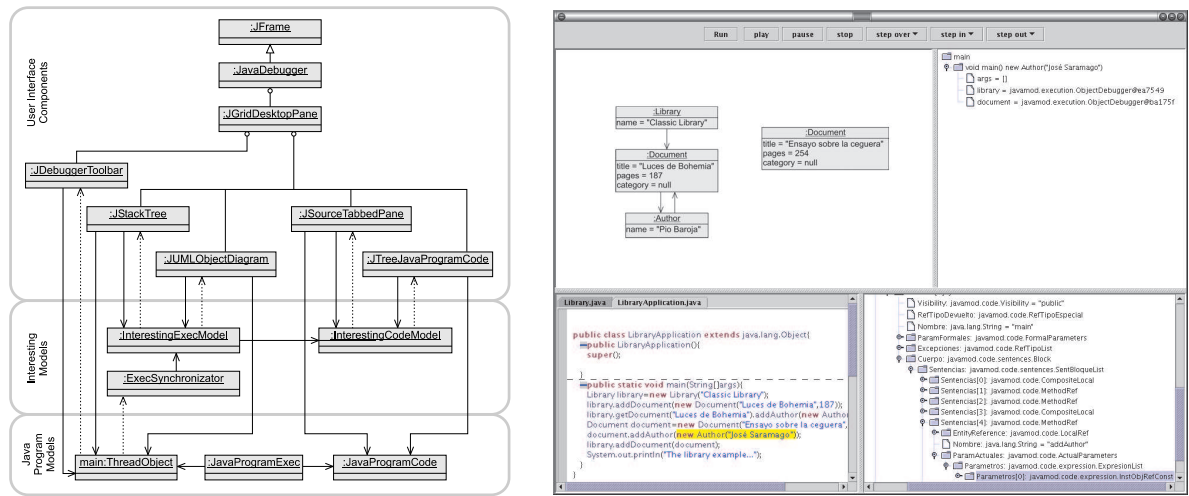 User Interface
Components
:JFrame
:JavaDebugger
:JGridDesktopPane
:JDebuggerToolbar
:JStackTree
:JSourceTabbedPane
:JUMLObjectDiagram
:JTreeJavaProgramCode
Interesting
Models
:InterestingExecModel
:InterestingCodeModel
:ExecSynchronizator
Java
Program
Models
main:ThreadObject
:JavaProgramExec
:JavaProgramCode
Run play pause stop step over step in step out
:Library
name = "Classic Library"
:Document
title = "Luces de Bohemia"
pages = 187
category = null
:Author
name = "Pio Baroja"
:Document
title = "Ensayo sobre la ceguera"
pages = 254
category = null
main
void main() new Author("José Saramago")
args = []
library = javamod.execution.ObjectDebugger@ea7549
document = javamod.execution.ObjectDebugger@ba175f
Library.java LibraryApplication.java
public class LibraryApplication extends java.lang.Object{
public LibraryApplication(){
super();
}
public static void main(String[]args){
Library library=new Library("Classic Library");
library.addDocument(new Document("Luces de Bohemia",187));
library.getDocument("Luces de Bohemia").addAuthor(new Author
Document document=new Document("Ensayo sobre la ceguera",
document.addAuthor(new Author("José Saramago"));
library.addDocument(document);
System.out.println("The library example...");
}
}
Visibility: javamod.code.Visibility = "public"
RefTipoDevuelto: javamod.code.RefTipoEspecial
Nombre: java.lang.String = "main"
ParamFormales: javamod.code.FormalParameters
Excepciones: javamod.code.RefTipoList
Cuerpo: javamod.code.sentences.Block
Sentencias: javamod.code.sentences.SentBloqueList
Sentencias[0]: javamod.code.CompositeLocal
Sentencias[1]: javamod.code.MethodRef
Sentencias[2]: javamod.code.MethodRef
Sentencias[3]: javamod.code.CompositeLocal
Sentencias[4]: javamod.code.MethodRef
EntityReference: javamod.code.LocalRef
Nombre: java.lang.String = "addAuthor"
ParamActuales: javamod.code.ActualParameters
Parametros: javamod.code.expression.ExpresionList
Parametros[0]: javamod.code.expression.InstObjRefConst